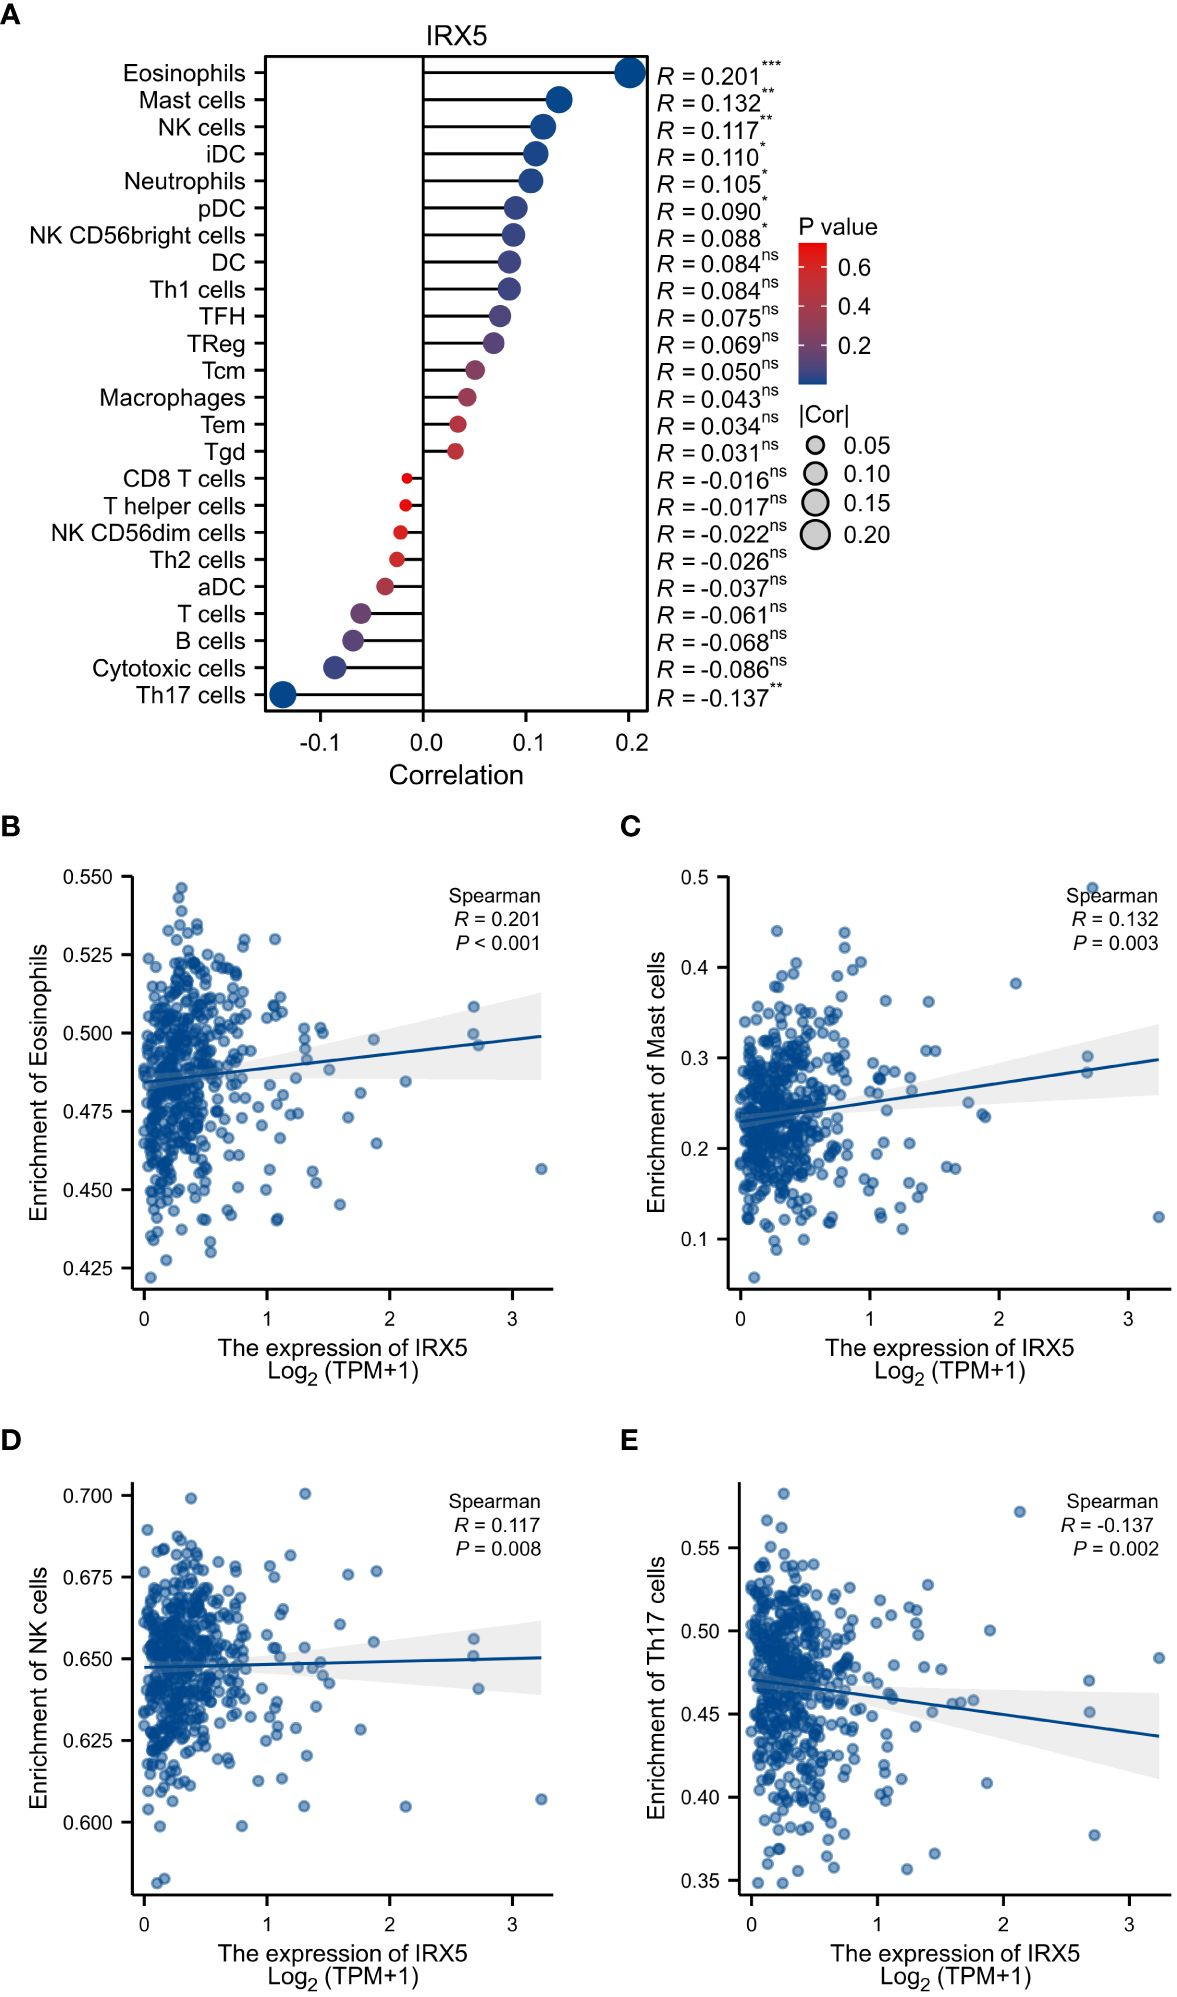 A
IRX5
Eosinophils R = 0.201***
Mast cells R = 0.132**
NK cells R = 0.117**
iDC R = 0.110*
Neutrophils R = 0.105*
pDC R = 0.090*
NK CD56bright cells R = 0.088*
DC R = 0.084ns
Th1 cells R = 0.084ns
TFH R = 0.075ns
TReg R = 0.069ns
Tcm R = 0.050ns
Macrophages R = 0.043ns
Tem R = 0.034ns
Tgd R = 0.031ns
CD8 T cells R = -0.016ns
T helper cells R = -0.017ns
NK CD56dim cells R = -0.022ns
Th2 cells R = -0.026ns
aDC R = -0.037ns
T cells R = -0.061ns
B cells R = -0.068ns
Cytotoxic cells R = -0.086ns
Th17 cells R = -0.137**
-0.1 0.0 0.1 0.2
Correlation
P value
0.6
0.4
0.2
|Cor|
0.05
0.10
0.15
0.20
B
Enrichment of Eosinophils
0.550
0.525
0.500
0.475
0.450
0.425
Spearman
R = 0.201
P < 0.001
0 1 2 3
The expression of IRX5
Log2 (TPM+1)
C
Enrichment of Mast cells
0.5
0.4
0.3
0.2
0.1
Spearman
R = 0.132
P = 0.003
0 1 2 3
The expression of IRX5
Log2 (TPM+1)
D
Enrichment of NK cells
0.700
0.675
0.650
0.625
0.600
Spearman
R = 0.117
P = 0.008
0 1 2 3
The expression of IRX5
Log2 (TPM+1)
E
Enrichment of Th17 cells
0.55
0.50
0.45
0.40
0.35
Spearman
R = -0.137
P = 0.002
0 1 2 3
The expression of IRX5
Log2 (TPM+1)